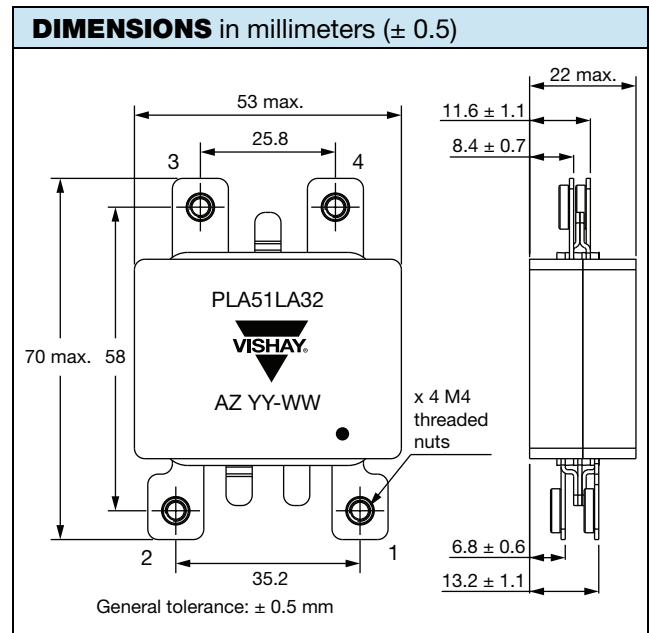 DIMENSIONS in millimeters (± 0.5)
22 max.
53 max.
11.6 ± 1.1
25.8
8.4 ± 0.7
3
4
PLA51LA32
VISHAY.
70 max.
58
AZ YY-WW
x 4 M4
threaded
nuts
6.8 ± 0.6
2
1
13.2 ± 1.1
35.2
General tolerance: ± 0.5 mm